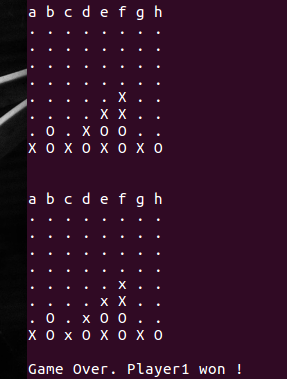 a b c d e f g h
. . . . . . . .
. . . . . . . .
. . . . . . . .
. . . . . . . .
. . . . . X . .
. . . . X X . .
. O . X O O . .
X O X O X O X O
a b c d e f g h
. . . . . . . .
. . . . . . . .
. . . . . . . .
. . . . . . . .
. . . . . x . .
. . . . x X . .
. O . x O O . .
X O x O X O X O
Game Over. Player1 won !